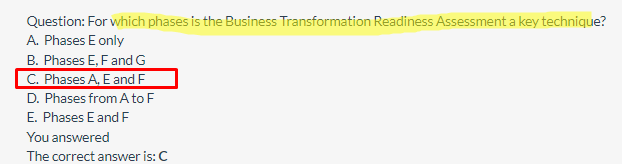 Question: For which phases is the Business Transformation Readiness Assessment a key technique?
A. Phases E only
B. Phases E, F and G
C. Phases A, E and F
D. Phases from A to F
E. Phases E and F
You answered
The correct answer is: C